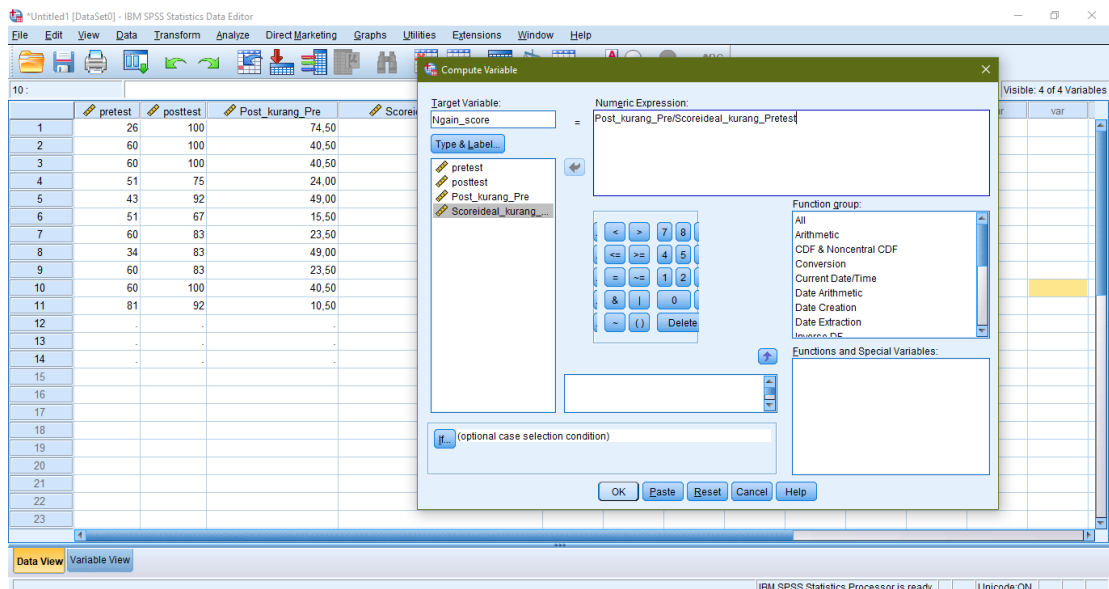 *Untitled1 [DataSet0] - IBM SPSS Statistics Data Editor
File Edit View Data Transform Analyze Direct Marketing Graphs Utilities Extensions Window Help
10 :
Visible: 4 of 4 Variables
pretest posttest Post_kurang_Pre var
1 26 100 74,50
2 60 100 40,50
3 60 100 40,50
4 51 75 24,00
5 43 92 49,00
6 51 67 15,50
7 60 83 23,50
8 34 83 49,00
9 60 83 23,50
10 60 100 40,50
11 81 92 10,50
12 . . .
13 . . .
14 . . .
15
16
17
18
19
20
21
22
23
Data View Variable View
IBM SPSS Statistics Processor is ready Unicode:ON
Compute Variable
Target Variable:
Ngain_score
=
Numeric Expression:
Post_kurang_Pre/Scoreideal_kurang_Pretest
Type & Label...
pretest
posttest
Post_kurang_Pre
Scoreideal_kurang_...
< > 7 8
<= >= 4 5
= ~= 1 2
& | 0
~ ( ) Delete
Function group:
All
Arithmetic
CDF & Noncentral CDF
Conversion
Current Date/Time
Date Arithmetic
Date Creation
Date Extraction
Inverse DF
Functions and Special Variables:
If... (optional case selection condition)
OK Paste Reset Cancel Help